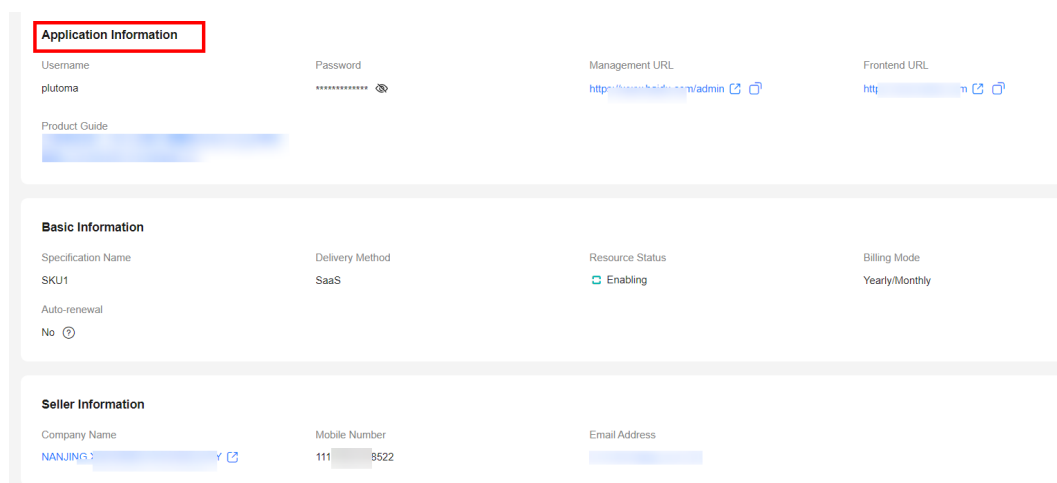 Application Information
Username Password Management URL Frontend URL
plutoma ************* /admin
Product Guide
Basic Information
Specification Name Delivery Method Resource Status Billing Mode
SKU1 SaaS Enabling Yearly/Monthly
Auto-renewal
No
Seller Information
Company Name Mobile Number Email Address
NANJING 111 8522